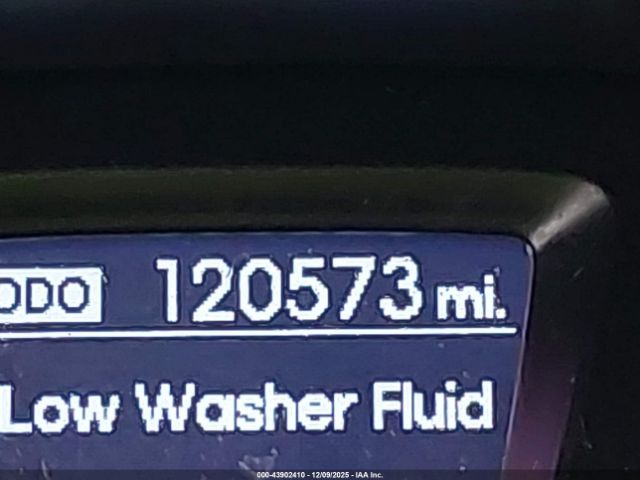 ODO 120573 mi.
Low Washer Fluid
000-43902410 - 12/09/2025 - IAA Inc.